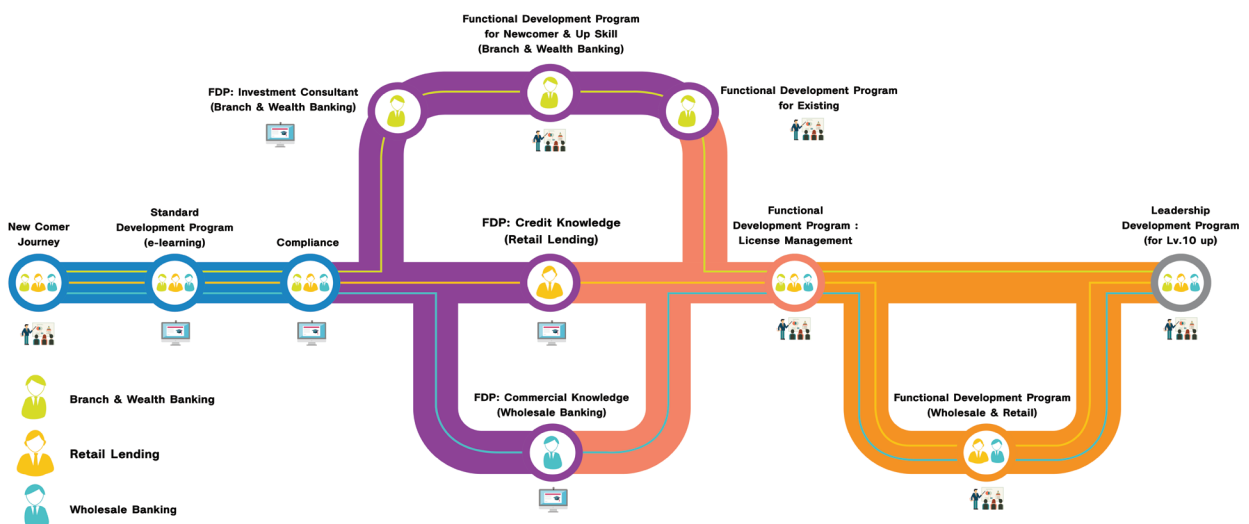 Functional Development Program
for Newcomer & Up Skill
(Branch & Wealth Banking)
FDP: Investment Consultant
(Branch & Wealth Banking)
Functional Development Program
for Existing
New Comer
Journey
Standard
Development Program
(e-learning)
Compliance
FDP: Credit Knowledge
(Retail Lending)
Functional
Development Program :
License Management
Leadership
Development Program
(for Lv.10 up)
FDP: Commercial Knowledge
(Wholesale Banking)
Functional Development Program
(Wholesale & Retail)
Branch & Wealth Banking
Retail Lending
Wholesale Banking